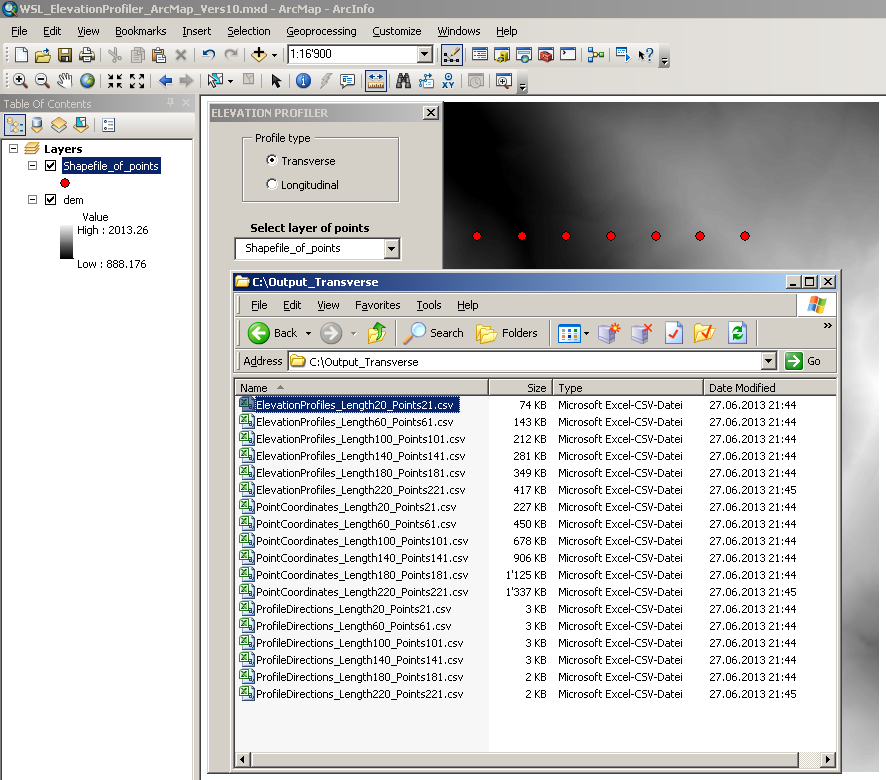 WSL_ElevationProfiler_ArcMap_Vers10.mxd - ArcMap - ArcInfo
File Edit View Bookmarks Insert Selection Geoprocessing Customize Windows Help
1:16'900
Table Of Contents
Layers
Shapefile_of_points
dem
Value
High : 2013.26
Low : 888.176
ELEVATION PROFILER
Profile type
Transverse
Longitudinal
Select layer of points
Shapefile_of_points
C:\Output_Transverse
File Edit View Favorites Tools Help
Back Search Folders
Address C:\Output_Transverse Go
Name Size Type Date Modified
ElevationProfiles_Length20_Points21.csv 74 KB Microsoft Excel-CSV-Datei 27.06.2013 21:44
ElevationProfiles_Length60_Points61.csv 143 KB Microsoft Excel-CSV-Datei 27.06.2013 21:44
ElevationProfiles_Length100_Points101.csv 212 KB Microsoft Excel-CSV-Datei 27.06.2013 21:44
ElevationProfiles_Length140_Points141.csv 281 KB Microsoft Excel-CSV-Datei 27.06.2013 21:44
ElevationProfiles_Length180_Points181.csv 349 KB Microsoft Excel-CSV-Datei 27.06.2013 21:44
ElevationProfiles_Length220_Points221.csv 417 KB Microsoft Excel-CSV-Datei 27.06.2013 21:45
PointCoordinates_Length20_Points21.csv 227 KB Microsoft Excel-CSV-Datei 27.06.2013 21:44
PointCoordinates_Length60_Points61.csv 450 KB Microsoft Excel-CSV-Datei 27.06.2013 21:44
PointCoordinates_Length100_Points101.csv 678 KB Microsoft Excel-CSV-Datei 27.06.2013 21:44
PointCoordinates_Length140_Points141.csv 906 KB Microsoft Excel-CSV-Datei 27.06.2013 21:44
PointCoordinates_Length180_Points181.csv 1'125 KB Microsoft Excel-CSV-Datei 27.06.2013 21:44
PointCoordinates_Length220_Points221.csv 1'337 KB Microsoft Excel-CSV-Datei 27.06.2013 21:45
ProfileDirections_Length20_Points21.csv 3 KB Microsoft Excel-CSV-Datei 27.06.2013 21:44
ProfileDirections_Length60_Points61.csv 3 KB Microsoft Excel-CSV-Datei 27.06.2013 21:44
ProfileDirections_Length100_Points101.csv 3 KB Microsoft Excel-CSV-Datei 27.06.2013 21:44
ProfileDirections_Length140_Points141.csv 3 KB Microsoft Excel-CSV-Datei 27.06.2013 21:44
ProfileDirections_Length180_Points181.csv 2 KB Microsoft Excel-CSV-Datei 27.06.2013 21:44
ProfileDirections_Length220_Points221.csv 2 KB Microsoft Excel-CSV-Datei 27.06.2013 21:45